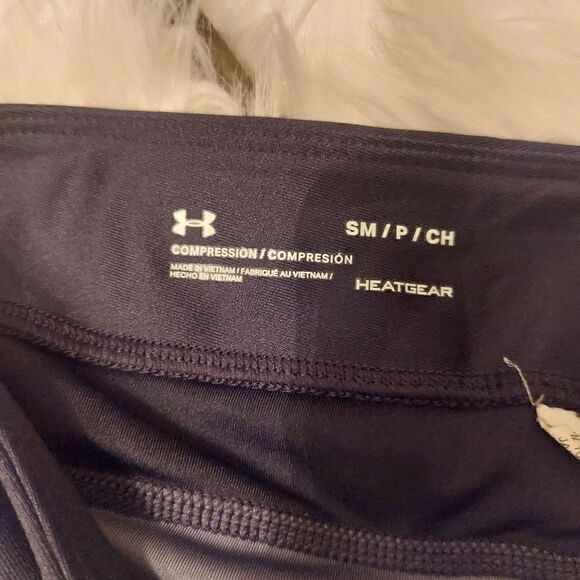 SM / P / CH
COMPRESSION / COMPRESIÓN
MADE IN VIETNAM / FABRIQUÉ AU VIETNAM /
HECHO EN VIETNAM
HEATGEAR